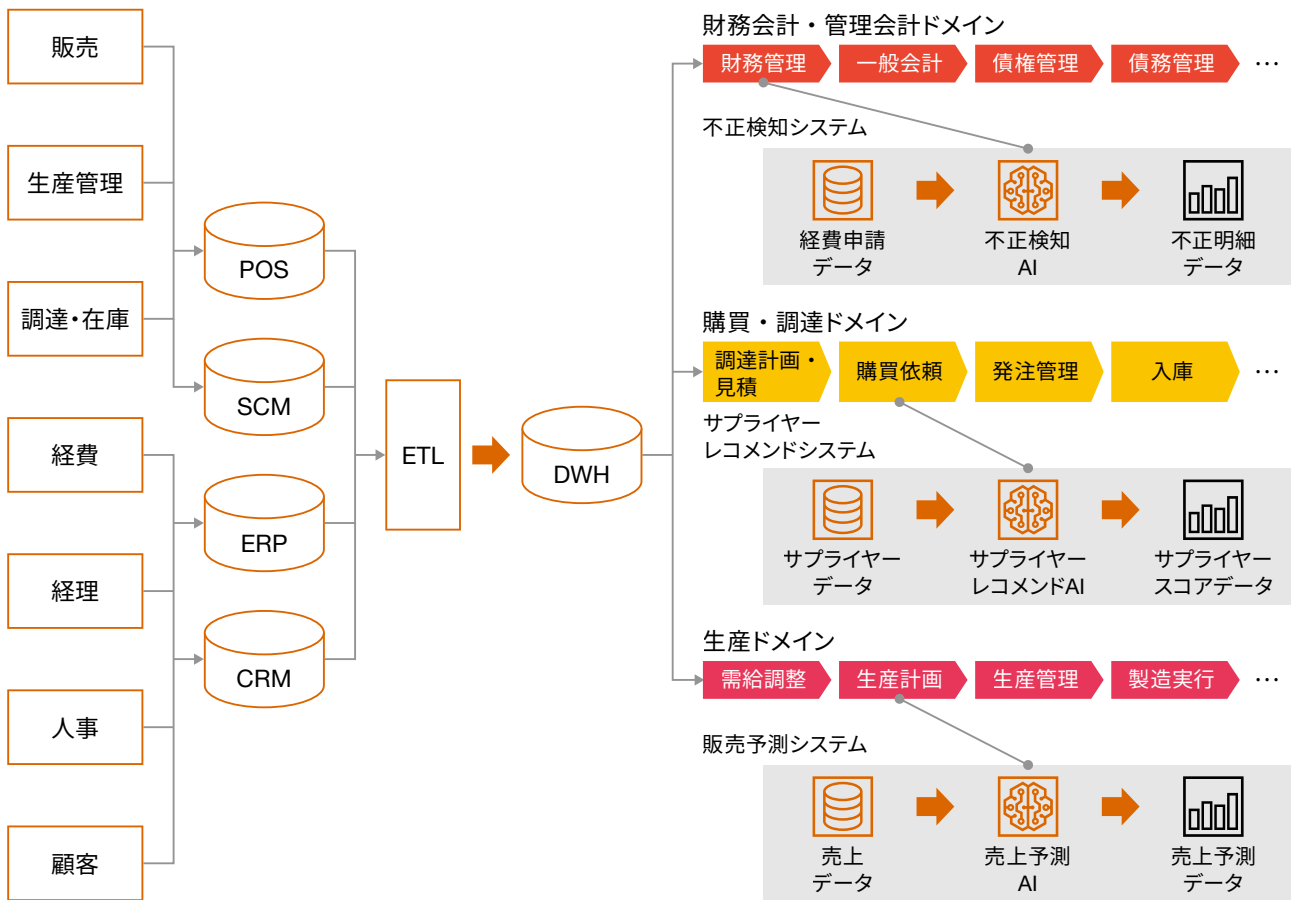 販売
生産管理
調達・在庫
経費
経理
人事
顧客
POS
SCM
ERP
CRM
ETL
DWH
財務会計・管理会計ドメイン
財務管理
一般会計
債権管理
債務管理
…
不正検知システム
経費申請
データ
不正検知
AI
不正明細
データ
購買・調達ドメイン
調達計画・
見積
購買依頼
発注管理
入庫
…
サプライヤー
レコメンドシステム
サプライヤー
データ
サプライヤー
レコメンドAI
サプライヤー
スコアデータ
生産ドメイン
需給調整
生産計画
生産管理
製造実行
…
販売予測システム
売上
データ
売上予測
AI
売上予測
データ